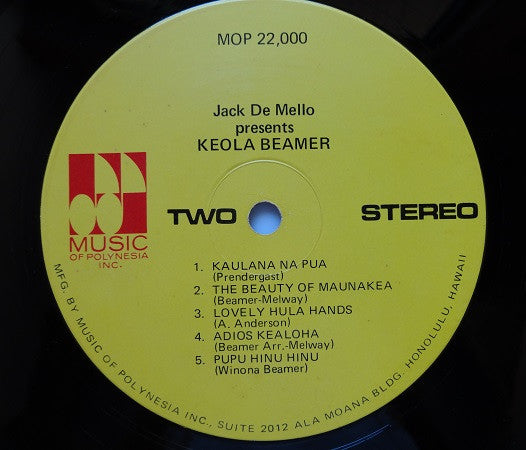 MOP 22,000
Jack De Mello
presents
KEOLA BEAMER
MUSIC
OF POLYNESIA
INC.
TWO
STEREO
1. KAULANA NA PUA
(Prendergast)
2. THE BEAUTY OF MAUNAKEA
(Beamer-Melway)
3. LOVELY HULA HANDS
(A. Anderson)
4. ADIOS KEALOHA
(Beamer Arr.-Melway)
5. PUPU HINU HINU
(Winona Beamer)
MFG. BY MUSIC OF POLYNESIA INC., SUITE 2012 ALA MOANA BLDG. HONOLULU, HAWAII